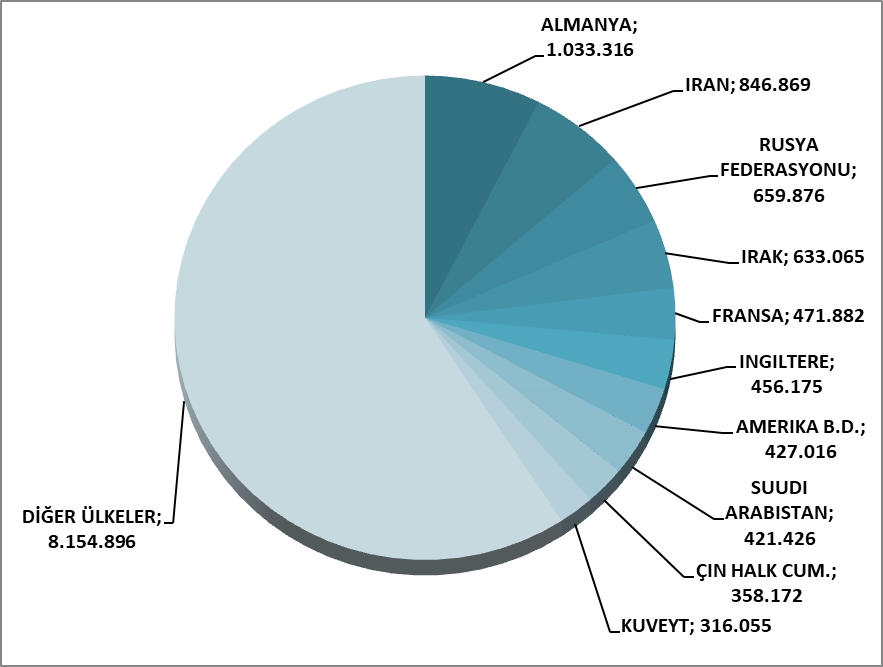 ALMANYA;
1.033.316
IRAN; 846.869
RUSYA
FEDERASYONU;
659.876
IRAK; 633.065
FRANSA; 471.882
INGILTERE;
456.175
AMERIKA B.D.;
427.016
SUUDI
ARABISTAN;
421.426
ÇIN HALK CUM.;
358.172
KUVEYT; 316.055
DİĞER ÜLKELER;
8.154.896